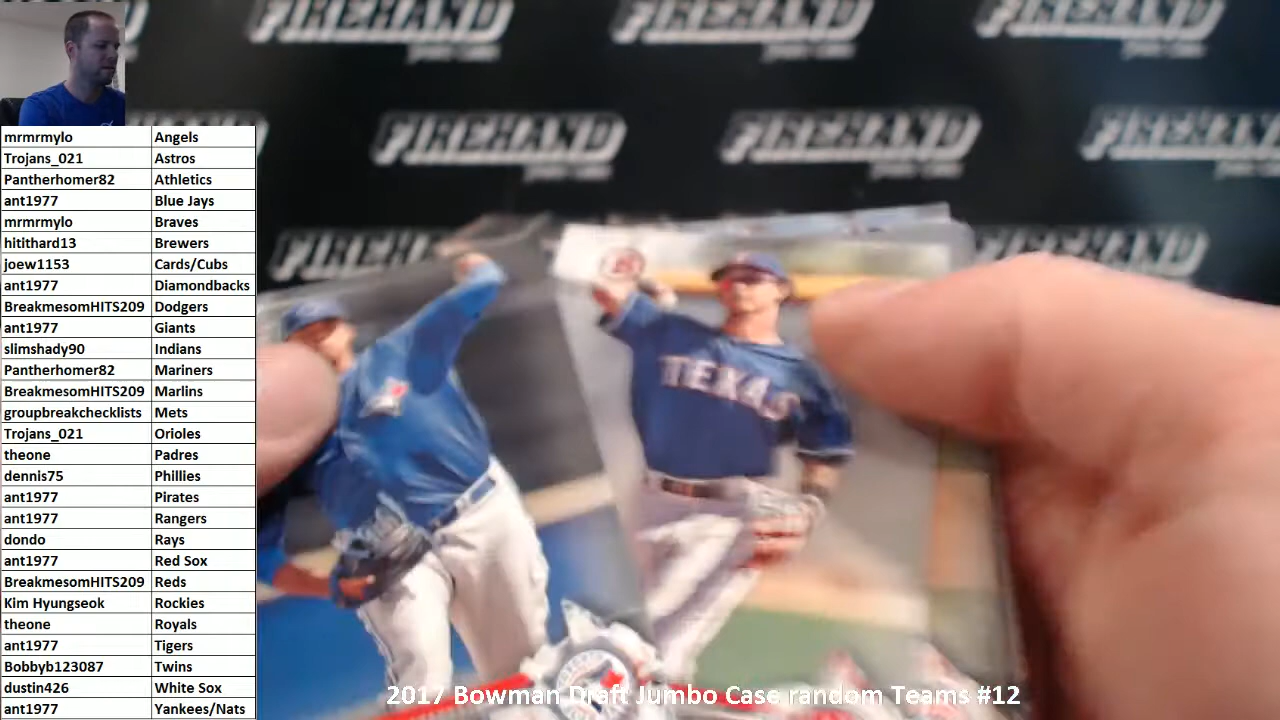 FIREHAND
FIREHAND
FIREHAND
FIREHAND
FIREHAND
FIREHAND
FIREHAND
mrmrmylo Angels
Trojans_021 Astros
Pantherhomer82 Athletics
ant1977 Blue Jays
mrmrmylo Braves
hitithard13 Brewers
joew1153 Cards/Cubs
ant1977 Diamondbacks
BreakmesomHITS209 Dodgers
ant1977 Giants
slimshady90 Indians
Pantherhomer82 Mariners
BreakmesomHITS209 Marlins
groupbreakchecklists Mets
Trojans_021 Orioles
theone Padres
dennis75 Phillies
ant1977 Pirates
ant1977 Rangers
dondo Rays
ant1977 Red Sox
BreakmesomHITS209 Reds
Kim Hyungseok Rockies
theone Royals
ant1977 Tigers
Bobbyb123087 Twins
dustin426 White Sox
ant1977 Yankees/Nats
TEXAS
2017 Bowman Draft Jumbo Case random Teams #12